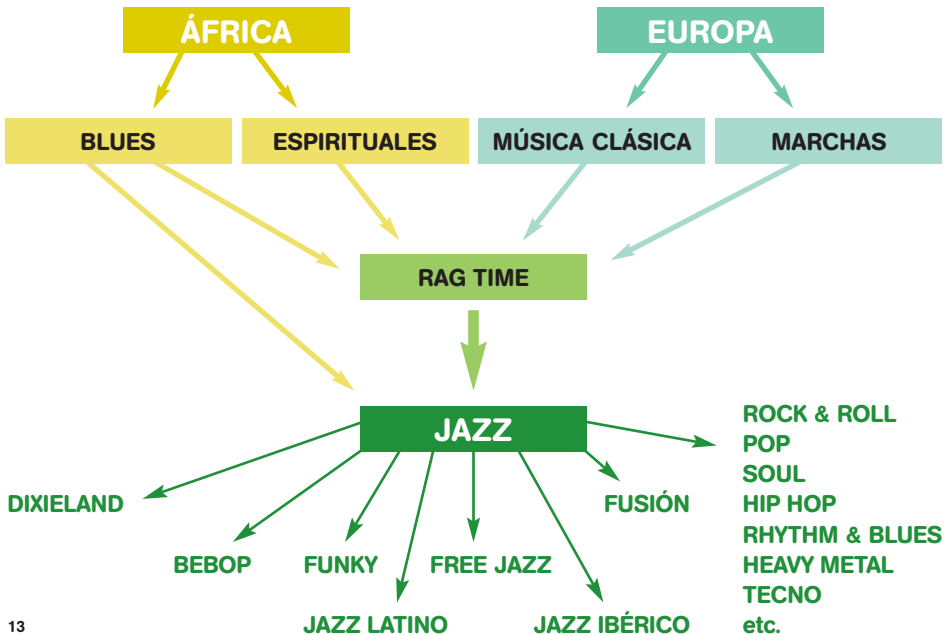 ÁFRICA
EUROPA
BLUES
ESPIRITUALES
MÚSICA CLÁSICA
MARCHAS
RAG TIME
JAZZ
DIXIELAND
BEBOP
FUNKY
JAZZ LATINO
FREE JAZZ
JAZZ IBÉRICO
FUSIÓN
ROCK & ROLL
POP
SOUL
HIP HOP
RHYTHM & BLUES
HEAVY METAL
TECNO
etc.
13